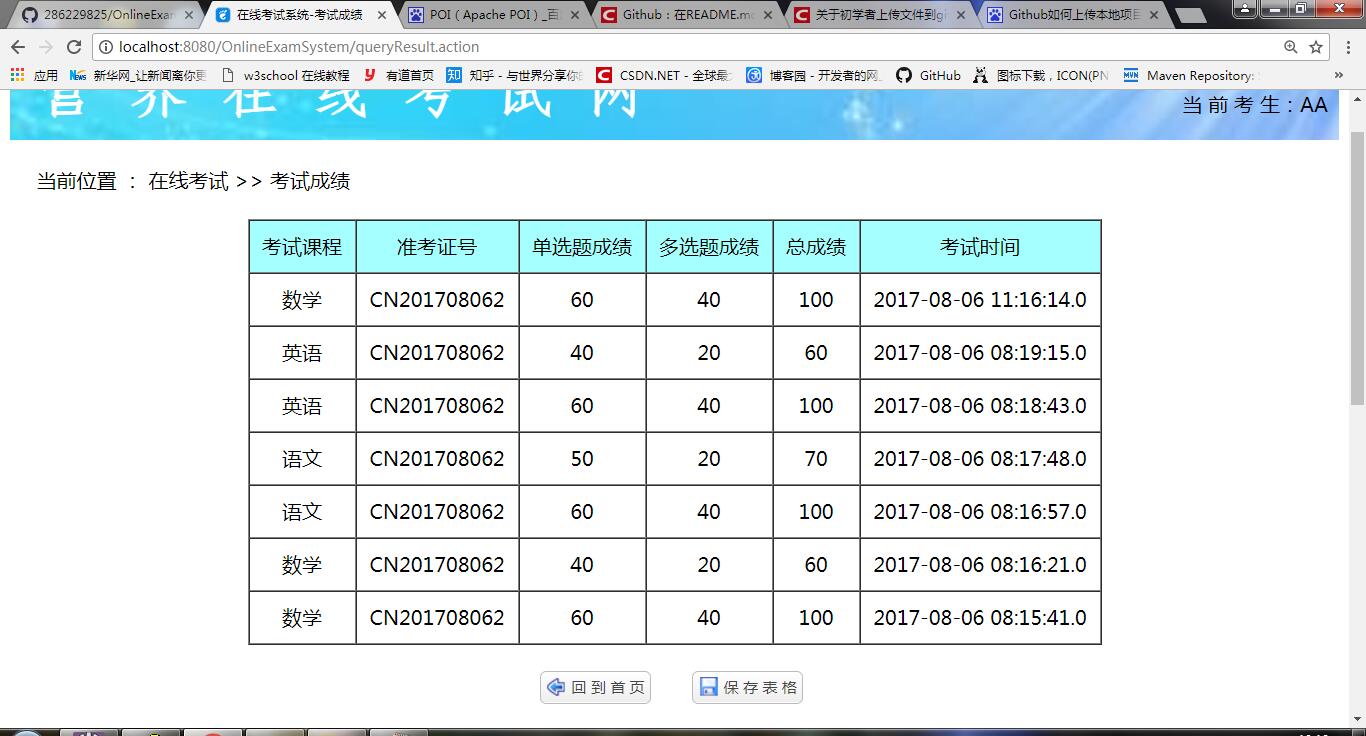 286229825/OnlineExan
在线考试系统-考试成绩
POI ( Apache POI ) _百
Github：在README.m
关于初学者上传文件到gi
Github如何上传本地项目
localhost:8080/OnlineExamSystem/queryResult.action
应用 新华网_让新闻离你更 w3school 在线教程 有道首页 知乎 - 与世界分享你 CSDN.NET - 全球最 博客园 - 开发者的网 GitHub 图标下载，ICON(PN Maven Repository: »
在 线 考 试 网
当 前 考 生：AA
当前位置 ： 在线考试 >> 考试成绩
考试课程 准考证号 单选题成绩 多选题成绩 总成绩 考试时间
数学 CN201708062 60 40 100 2017-08-06 11:16:14.0
英语 CN201708062 40 20 60 2017-08-06 08:19:15.0
英语 CN201708062 60 40 100 2017-08-06 08:18:43.0
语文 CN201708062 50 20 70 2017-08-06 08:17:48.0
语文 CN201708062 60 40 100 2017-08-06 08:16:57.0
数学 CN201708062 40 20 60 2017-08-06 08:16:21.0
数学 CN201708062 60 40 100 2017-08-06 08:15:41.0
回 到 首 页 保 存 表 格